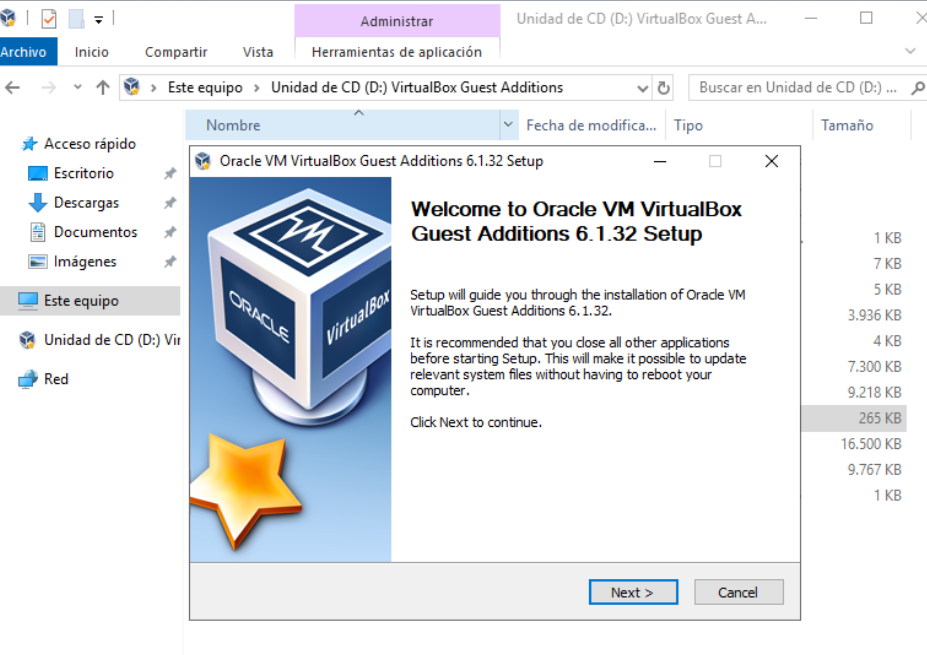 Administrar
Unidad de CD (D:) VirtualBox Guest A...
Archivo
Inicio
Compartir
Vista
Herramientas de aplicación
Este equipo > Unidad de CD (D:) VirtualBox Guest Additions
Buscar en Unidad de CD (D:) ...
Nombre
Fecha de modifica...
Tipo
Tamaño
Acceso rápido
Escritorio
Descargas
Documentos
Imágenes
Este equipo
Unidad de CD (D:) Vir
Red
Oracle VM VirtualBox Guest Additions 6.1.32 Setup
ORACLE
VirtualBox
Welcome to Oracle VM VirtualBox
Guest Additions 6.1.32 Setup
Setup will guide you through the installation of Oracle VM
VirtualBox Guest Additions 6.1.32.
It is recommended that you close all other applications
before starting Setup. This will make it possible to update
relevant system files without having to reboot your
computer.
Click Next to continue.
Next >
Cancel
1 KB
7 KB
5 KB
3.936 KB
4 KB
7.300 KB
9.218 KB
265 KB
16.500 KB
9.767 KB
1 KB